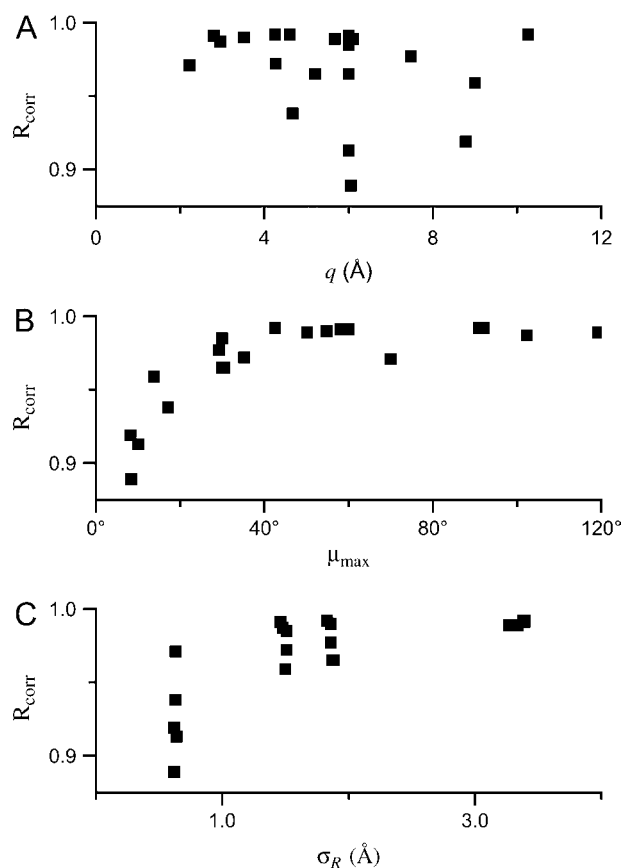 A
1.0
R_corr
0.9
0 4 8 12
q (Å)
B
1.0
R_corr
0.9
0° 40° 80° 120°
μ_max
C
1.0
R_corr
0.9
1.0 3.0
σ_R (Å)